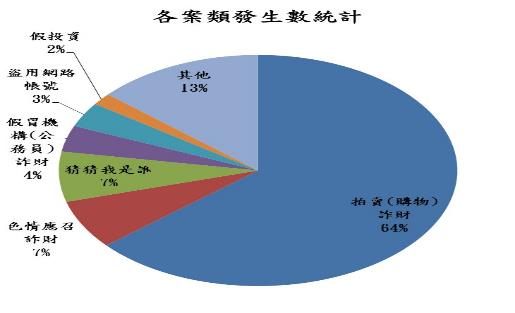 各案類發生數統計
假投資
2%
盜用網路
帳號
3%
假冒機
構(公
務員)
詐財
4%
猜猜我是誰
7%
色情應召
詐財
7%
其他
13%
拍賣(購物)
詐財
64%